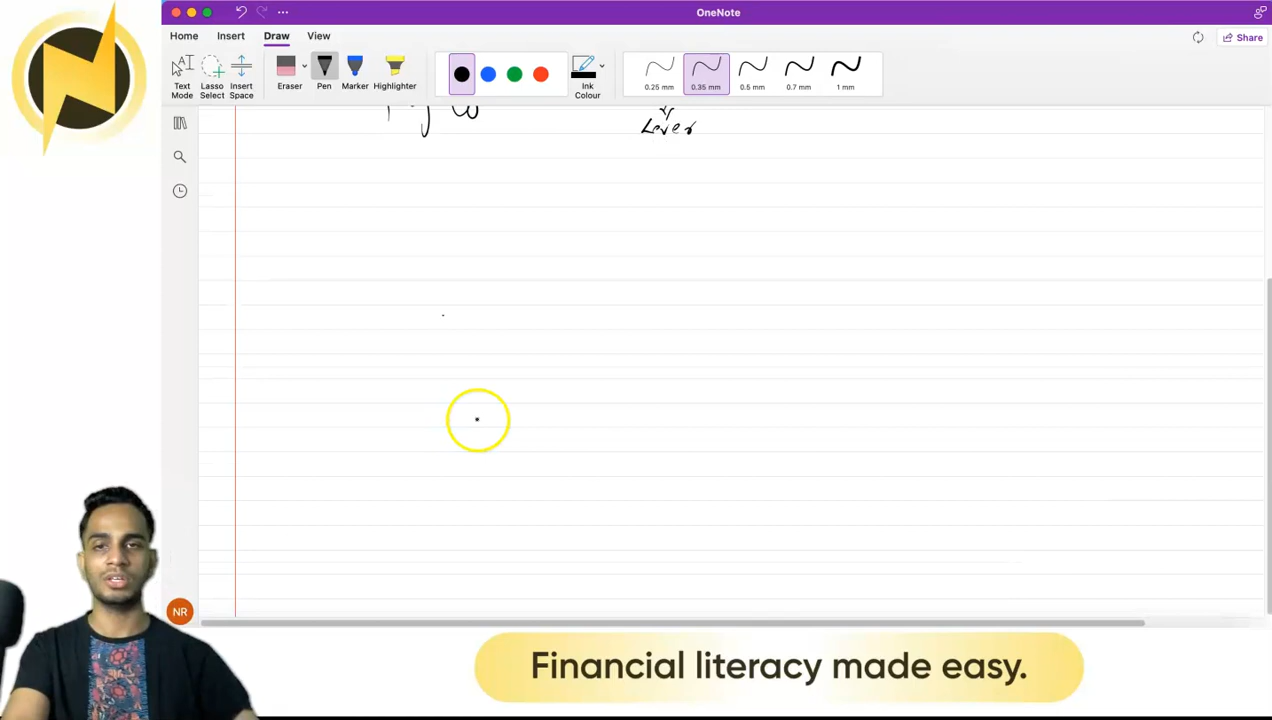 OneNote
Home Insert Draw View
Share
Text Mode
Lasso Select
Insert Space
Eraser
Pen
Marker
Highlighter
Ink Colour
0.25 mm 0.35 mm 0.5 mm 0.7 mm 1 mm
Lever
NR
Financial literacy made easy.